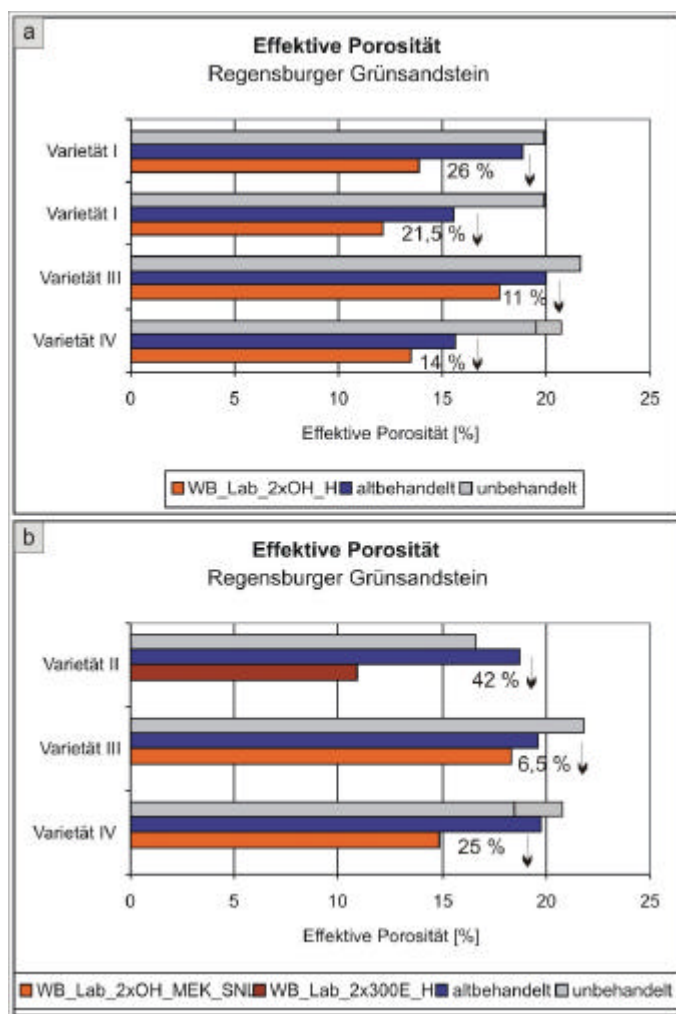 a
Effektive Porosität
Regensburger Grünsandstein
Varietät I
26 %
Varietät I
21,5 %
Varietät III
11 %
Varietät IV
14 %
0 5 10 15 20 25
Effektive Porosität [%]
WB_Lab_2xOH_H altbehandelt unbehandelt
b
Effektive Porosität
Regensburger Grünsandstein
Varietät II
42 %
Varietät III
6,5 %
Varietät IV
25 %
0 5 10 15 20 25
Effektive Porosität [%]
WB_Lab_2xOH_MEK_SNL WB_Lab_2x300E_H altbehandelt unbehandelt